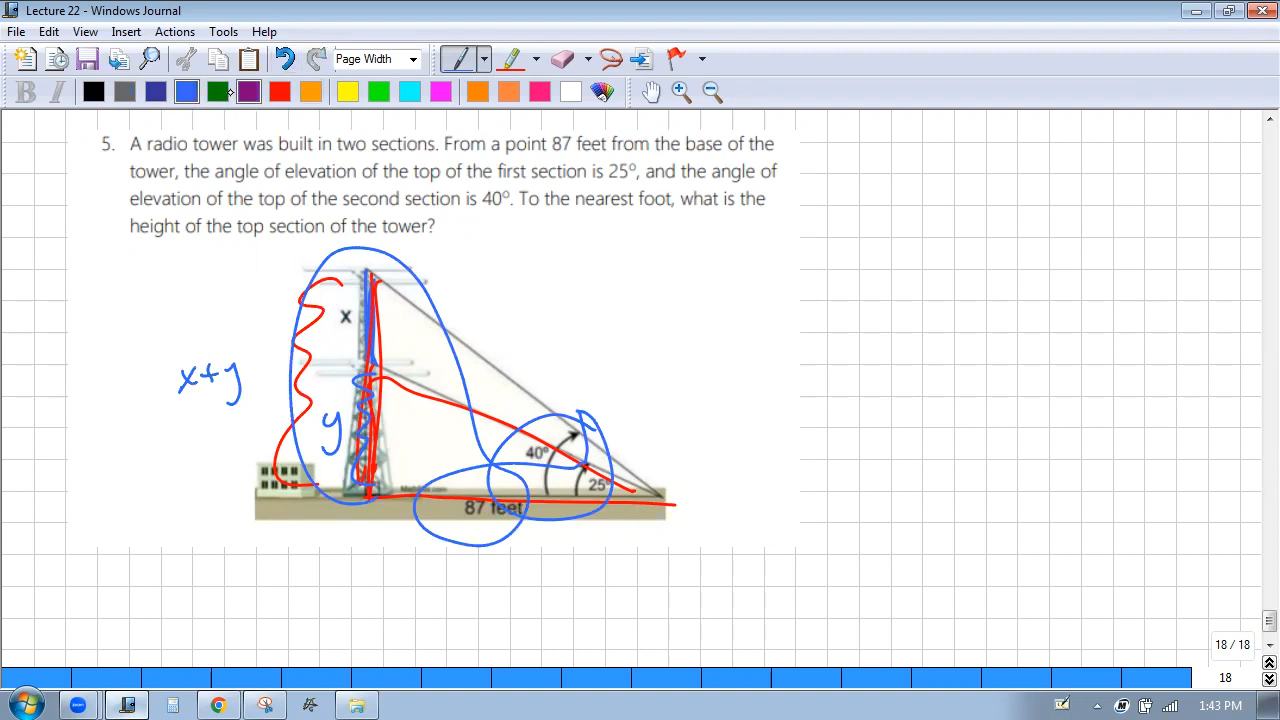 Lecture 22 - Windows Journal
File Edit View Insert Actions Tools Help
Page Width
B I
5. A radio tower was built in two sections. From a point 87 feet from the base of the
tower, the angle of elevation of the top of the first section is 25°, and the angle of
elevation of the top of the second section is 40°. To the nearest foot, what is the
height of the top section of the tower?
x
x+y
y
40°
25°
87 feet
18 / 18
18
1:43 PM